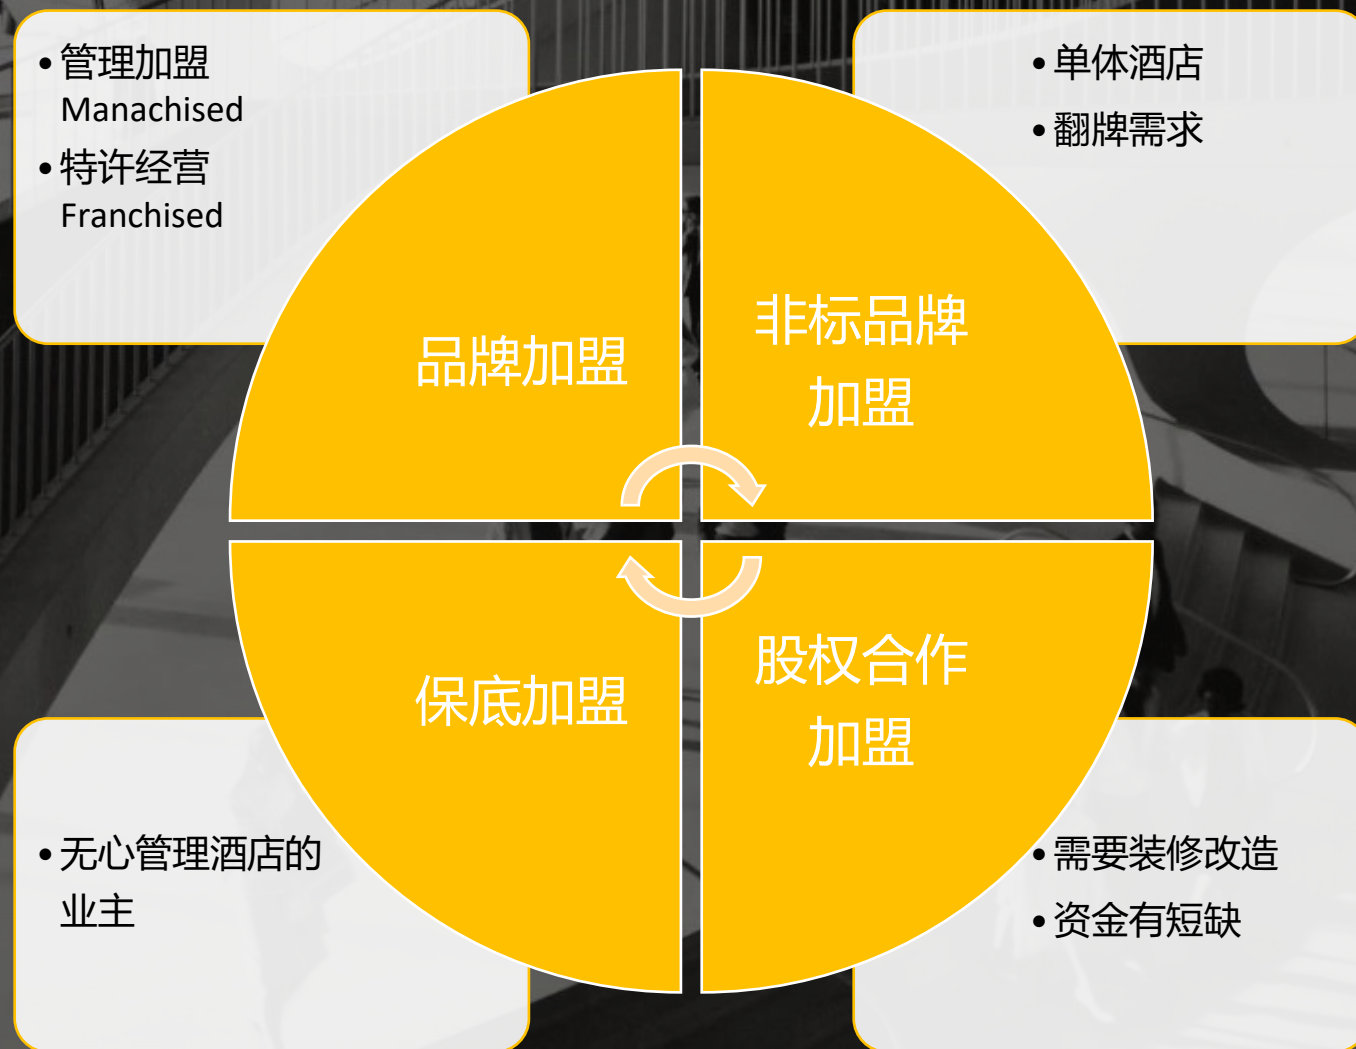 • 管理加盟
Manachised
• 特许经营
Franchised
• 单体酒店
• 翻牌需求
品牌加盟
非标品牌
加盟
保底加盟
股权合作
加盟
• 无心管理酒店的
业主
• 需要装修改造
• 资金有短缺